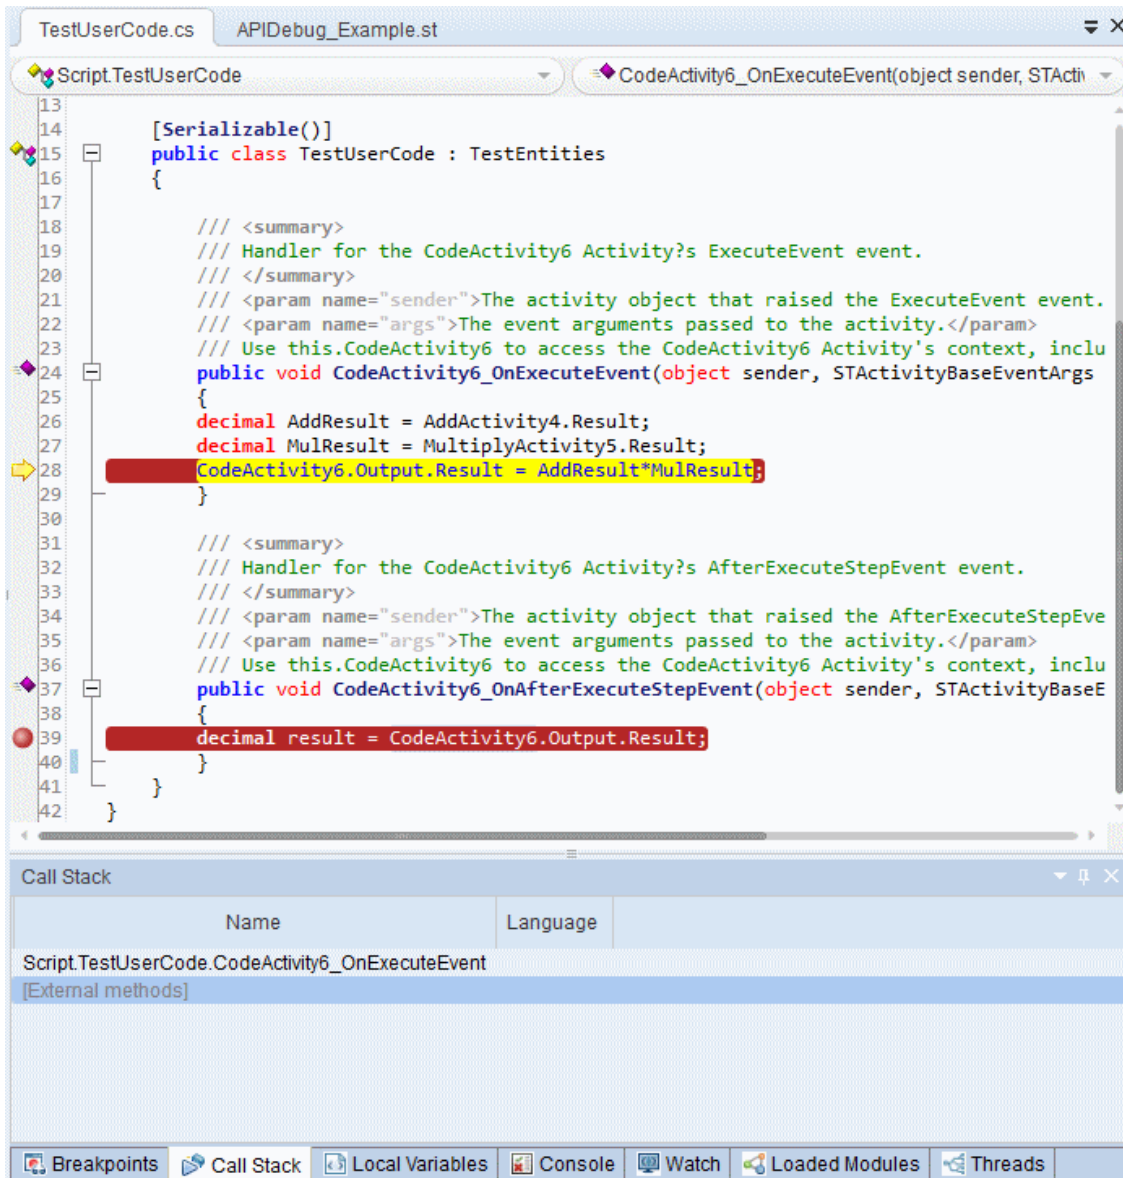 TestUserCode.cs APIDebug_Example.st
Script.TestUserCode CodeActivity6_OnExecuteEvent(object sender, STActiv
13
14 [Serializable()]
15 public class TestUserCode : TestEntities
16 {
17
18 /// <summary>
19 /// Handler for the CodeActivity6 Activity?s ExecuteEvent event.
20 /// </summary>
21 /// <param name="sender">The activity object that raised the ExecuteEvent event.
22 /// <param name="args">The event arguments passed to the activity.</param>
23 /// Use this.CodeActivity6 to access the CodeActivity6 Activity's context, inclu
24 public void CodeActivity6_OnExecuteEvent(object sender, STActivityBaseEventArgs
25 {
26 decimal AddResult = AddActivity4.Result;
27 decimal MulResult = MultiplyActivity5.Result;
28 CodeActivity6.Output.Result = AddResult*MulResult;
29 }
30
31 /// <summary>
32 /// Handler for the CodeActivity6 Activity?s AfterExecuteStepEvent event.
33 /// </summary>
34 /// <param name="sender">The activity object that raised the AfterExecuteStepEve
35 /// <param name="args">The event arguments passed to the activity.</param>
36 /// Use this.CodeActivity6 to access the CodeActivity6 Activity's context, inclu
37 public void CodeActivity6_OnAfterExecuteStepEvent(object sender, STActivityBaseE
38 {
39 decimal result = CodeActivity6.Output.Result;
40 }
41 }
42 }
Call Stack
Name Language
Script.TestUserCode.CodeActivity6_OnExecuteEvent
[External methods]
Breakpoints Call Stack Local Variables Console Watch Loaded Modules Threads